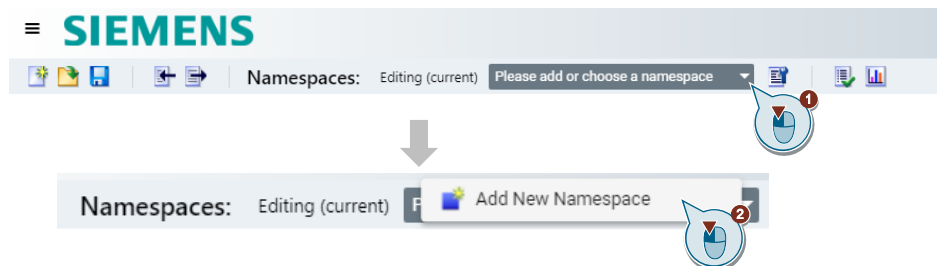 SIEMENS
Namespaces: Editing (current) Please add or choose a namespace
1
Namespaces: Editing (current) P Add New Namespace
2